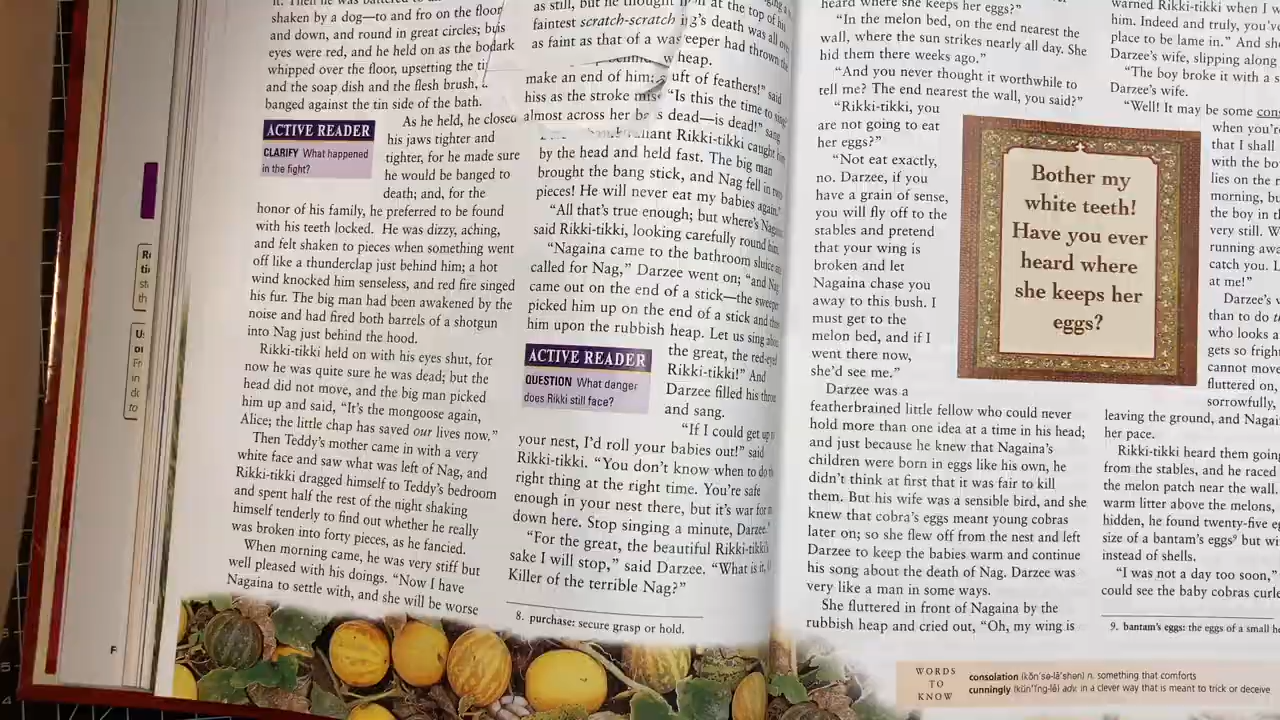 shaken by a dog—to and fro on the floor
and down, and round in great circles; but
eyes were red, and he held on as the
whipped over the floor, upsetting the
and the soap dish and the flesh brush,
banged against the tin side of the bath.
As he held, he closed
his jaws tighter and
tighter, for he made sure
he would be banged to
death; and, for the
ACTIVE READER
CLARIFY What happened
in the fight?
honor of his family, he preferred to be found
with his teeth locked. He was dizzy, aching,
and felt shaken to pieces when something went
off like a thunderclap just behind him; a hot
wind knocked him senseless, and red fire singed
his fur. The big man had been awakened by the
noise and had fired both barrels of a shotgun
into Nag just behind the hood.
Rikki-tikki held on with his eyes shut, for
now he was quite sure he was dead; but the
head did not move, and the big man picked
him up and said, “It’s the mongoose again,
Alice; the little chap has saved our lives now.”
Then Teddy’s mother came in with a very
white face and saw what was left of Nag, and
Rikki-tikki dragged himself to Teddy’s bedroom
and spent half the rest of the night shaking
himself tenderly to find out whether he really
was broken into forty pieces, as he fancied.
When morning came, he was very stiff but
well pleased with his doings. “Now I have
Nagaina to settle with, and she will be worse
as still, but he thought at the top of his
faintest scratch-scratch death was all over
as faint as that of a had thrown the
heap.
make an end of him; of feathers!” said
hiss as the stroke “Is this the time to
almost across her is dead—is dead!” sang
Rikki-tikki caught him
by the head and held fast. The big man
brought the bang stick, and Nag fell in two
pieces! He will never eat my babies again.”
“All that’s true enough; but where’s Nagaina?”
said Rikki-tikki, looking carefully round him.
“Nagaina came to the bathroom sluice and
called for Nag,” Darzee went on; “and Nag
came out on the end of a stick—the sweeper
picked him up on the end of a stick and threw
him upon the rubbish heap. Let us sing about
the great, the red-eyed
Rikki-tikki!” And
Darzee filled his throat
and sang.
ACTIVE READER
QUESTION What danger
does Rikki still face?
“If I could get up to
your nest, I’d roll your babies out!” said
Rikki-tikki. “You don’t know when to do the
right thing at the right time. You’re safe
enough in your nest there, but it’s war for me
down here. Stop singing a minute, Darzee.”
“For the great, the beautiful Rikki-tikki’s
sake I will stop,” said Darzee. “What is it, O
Killer of the terrible Nag?”
8. purchase: secure grasp or hold.
heard where she keeps her eggs?”
“In the melon bed, on the end nearest the
wall, where the sun strikes nearly all day. She
hid them there weeks ago.”
“And you never thought it worthwhile to
tell me? The end nearest the wall, you said?”
“Rikki-tikki, you
are not going to eat
her eggs?”
“Not eat exactly,
no. Darzee, if you
have a grain of sense,
you will fly off to the
stables and pretend
that your wing is
broken and let
Nagaina chase you
away to this bush. I
must get to the
melon bed, and if I
went there now,
she’d see me.”
Darzee was a
featherbrained little fellow who could never
hold more than one idea at a time in his head;
and just because he knew that Nagaina’s
children were born in eggs like his own, he
didn’t think at first that it was fair to kill
them. But his wife was a sensible bird, and she
knew that cobra’s eggs meant young cobras
later on; so she flew off from the nest and left
Darzee to keep the babies warm and continue
his song about the death of Nag. Darzee was
very like a man in some ways.
She fluttered in front of Nagaina by the
rubbish heap and cried out, “Oh, my wing is
Bother my
white teeth!
Have you ever
heard where
she keeps her
eggs?
warned Rikki-tikki when I
him. Indeed and truly, you’ve
place to be lame in.” And she
Darzee’s wife, slipping along
“The boy broke it with a
Darzee’s wife.
“Well! It may be some
when you’re
that I shall
with the
lies on the
morning, but
the boy in
very still.
running
catch you.
at me!”
Darzee’s
than to do
who looks
gets so
cannot move
fluttered on,
sorrowfully,
leaving the ground, and
her pace.
Rikki-tikki heard them going
from the stables, and he raced
the melon patch near the wall.
warm litter above the melons,
hidden, he found twenty-five
size of a bantam’s eggs⁹ but
instead of shells.
“I was not a day too soon,”
could see the baby cobras
9. bantam’s eggs: the eggs of a small
WORDS
TO
KNOW
consolation (kŏn′sə-lā′shən) n. something that comforts
cunningly (kŭn′ĭng-lē) adv. in a clever way that is meant to trick or deceive